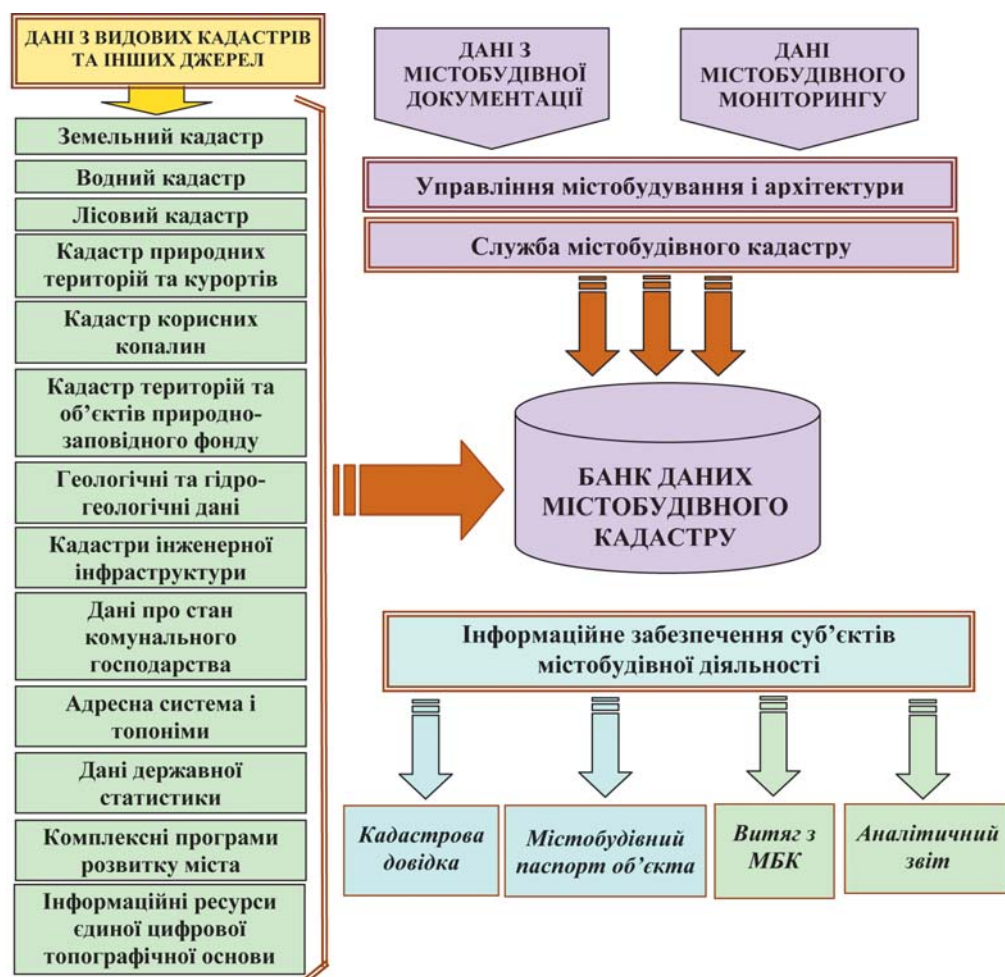 ДАНІ З ВИДОВИХ КАДАСТРІВ
ТА ІНШИХ ДЖЕРЕЛ
Земельний кадастр
Водний кадастр
Лісовий кадастр
Кадастр природних
територій та курортів
Кадастр корисних
копалин
Кадастр територій та
об’єктів природно-
заповідного фонду
Геологічні та гідро-
геологічні дані
Кадастри інженерної
інфраструктури
Дані про стан
комунального
господарства
Адресна система і
топоніми
Дані державної
статистики
Комплексні програми
розвитку міста
Інформаційні ресурси
єдиної цифрової
топографічної основи
ДАНІ З
МІСТОБУДІВНОЇ
ДОКУМЕНТАЦІЇ
ДАНІ
МІСТОБУДІВНОГО
МОНІТОРИНГУ
Управління містобудування і архітектури
Служба містобудівного кадастру
БАНК ДАНИХ
МІСТОБУДІВНОГО
КАДАСТРУ
Інформаційне забезпечення суб’єктів
містобудівної діяльності
Кадастрова
довідка
Містобудівний
паспорт об’єкта
Витяг з
МБК
Аналітичний
звіт